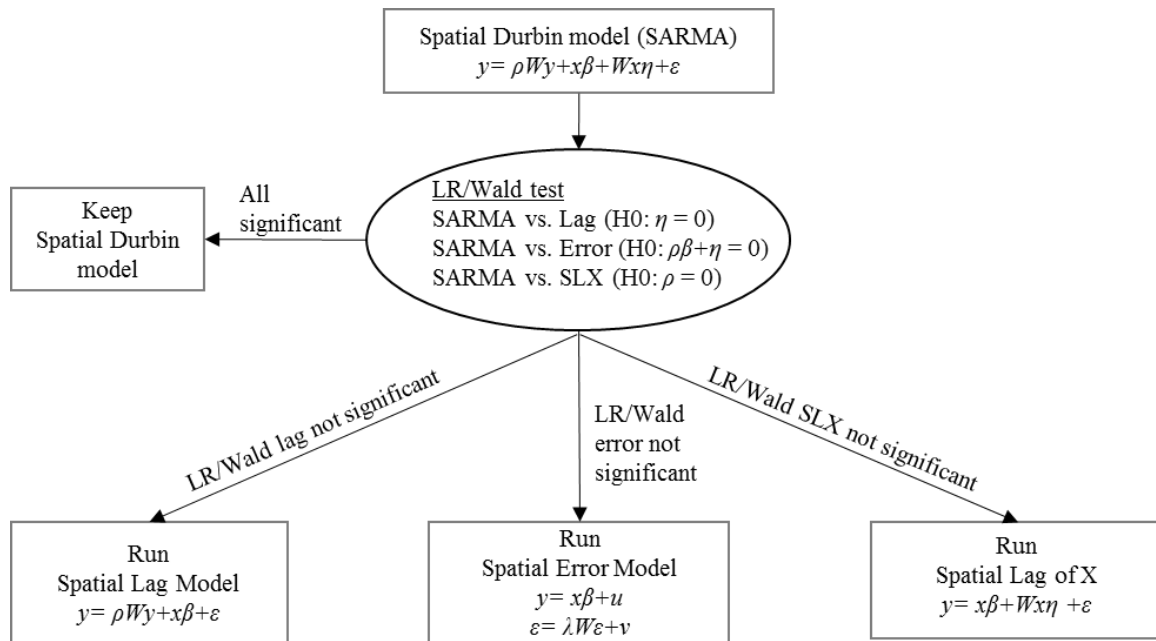 Spatial Durbin model (SARMA)
y= ρWy+xβ+Wxη+ε
LR/Wald test
SARMA vs. Lag (H0: η = 0)
SARMA vs. Error (H0: ρβ+η = 0)
SARMA vs. SLX (H0: ρ = 0)
All
significant
Keep
Spatial Durbin
model
LR/Wald lag not significant
LR/Wald
error not
significant
LR/Wald SLX not significant
Run
Spatial Lag Model
y= ρWy+xβ+ε
Run
Spatial Error Model
y= xβ+u
ε= λWε+v
Run
Spatial Lag of X
y= xβ+Wxη +ε